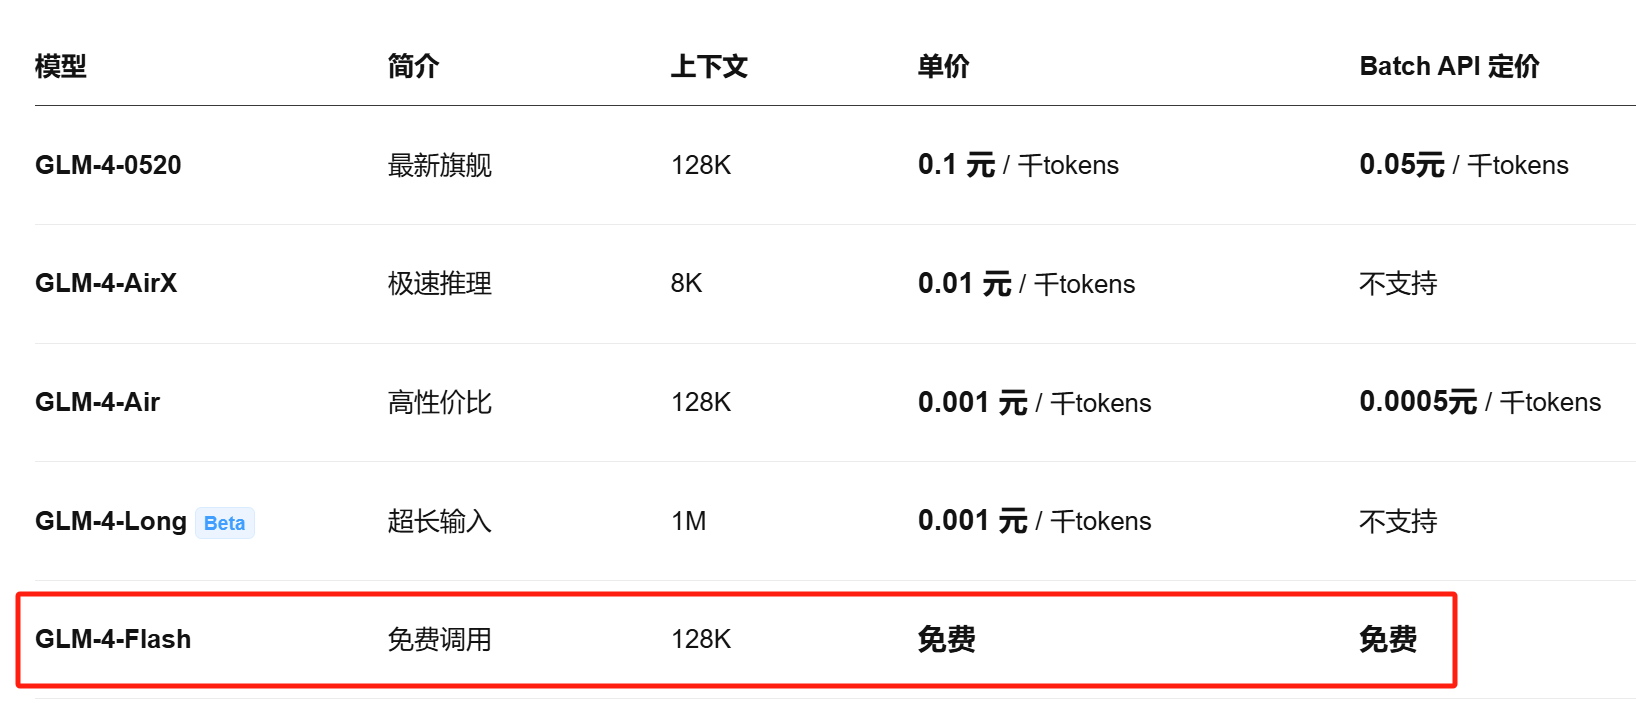 模型 简介 上下文 单价 Batch API 定价
GLM-4-0520 最新旗舰 128K 0.1 元 / 千tokens 0.05元 / 千tokens
GLM-4-AirX 极速推理 8K 0.01 元 / 千tokens 不支持
GLM-4-Air 高性价比 128K 0.001 元 / 千tokens 0.0005元 / 千tokens
GLM-4-Long Beta 超长输入 1M 0.001 元 / 千tokens 不支持
GLM-4-Flash 免费调用 128K 免费 免费